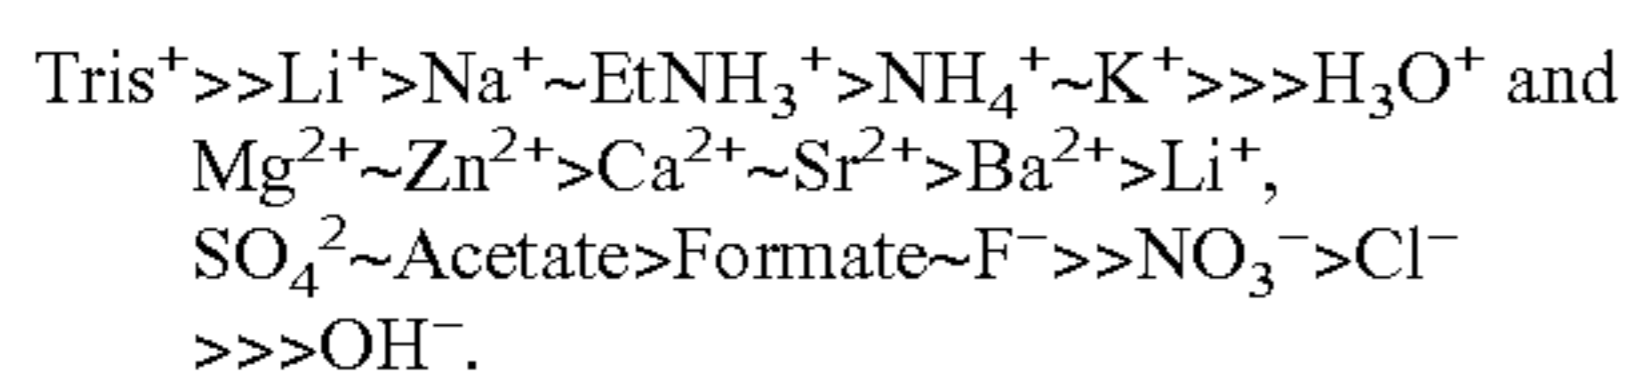 Tris⁺>>Li⁺>Na⁺~EtNH₃⁺>NH₄⁺~K⁺>>>H₃O⁺ and
Mg²⁺~Zn²⁺>Ca²⁺~Sr²⁺>Ba²⁺>Li⁺,
SO₄²~Acetate>Formate~F⁻>>NO₃⁻>Cl⁻
>>>OH⁻.